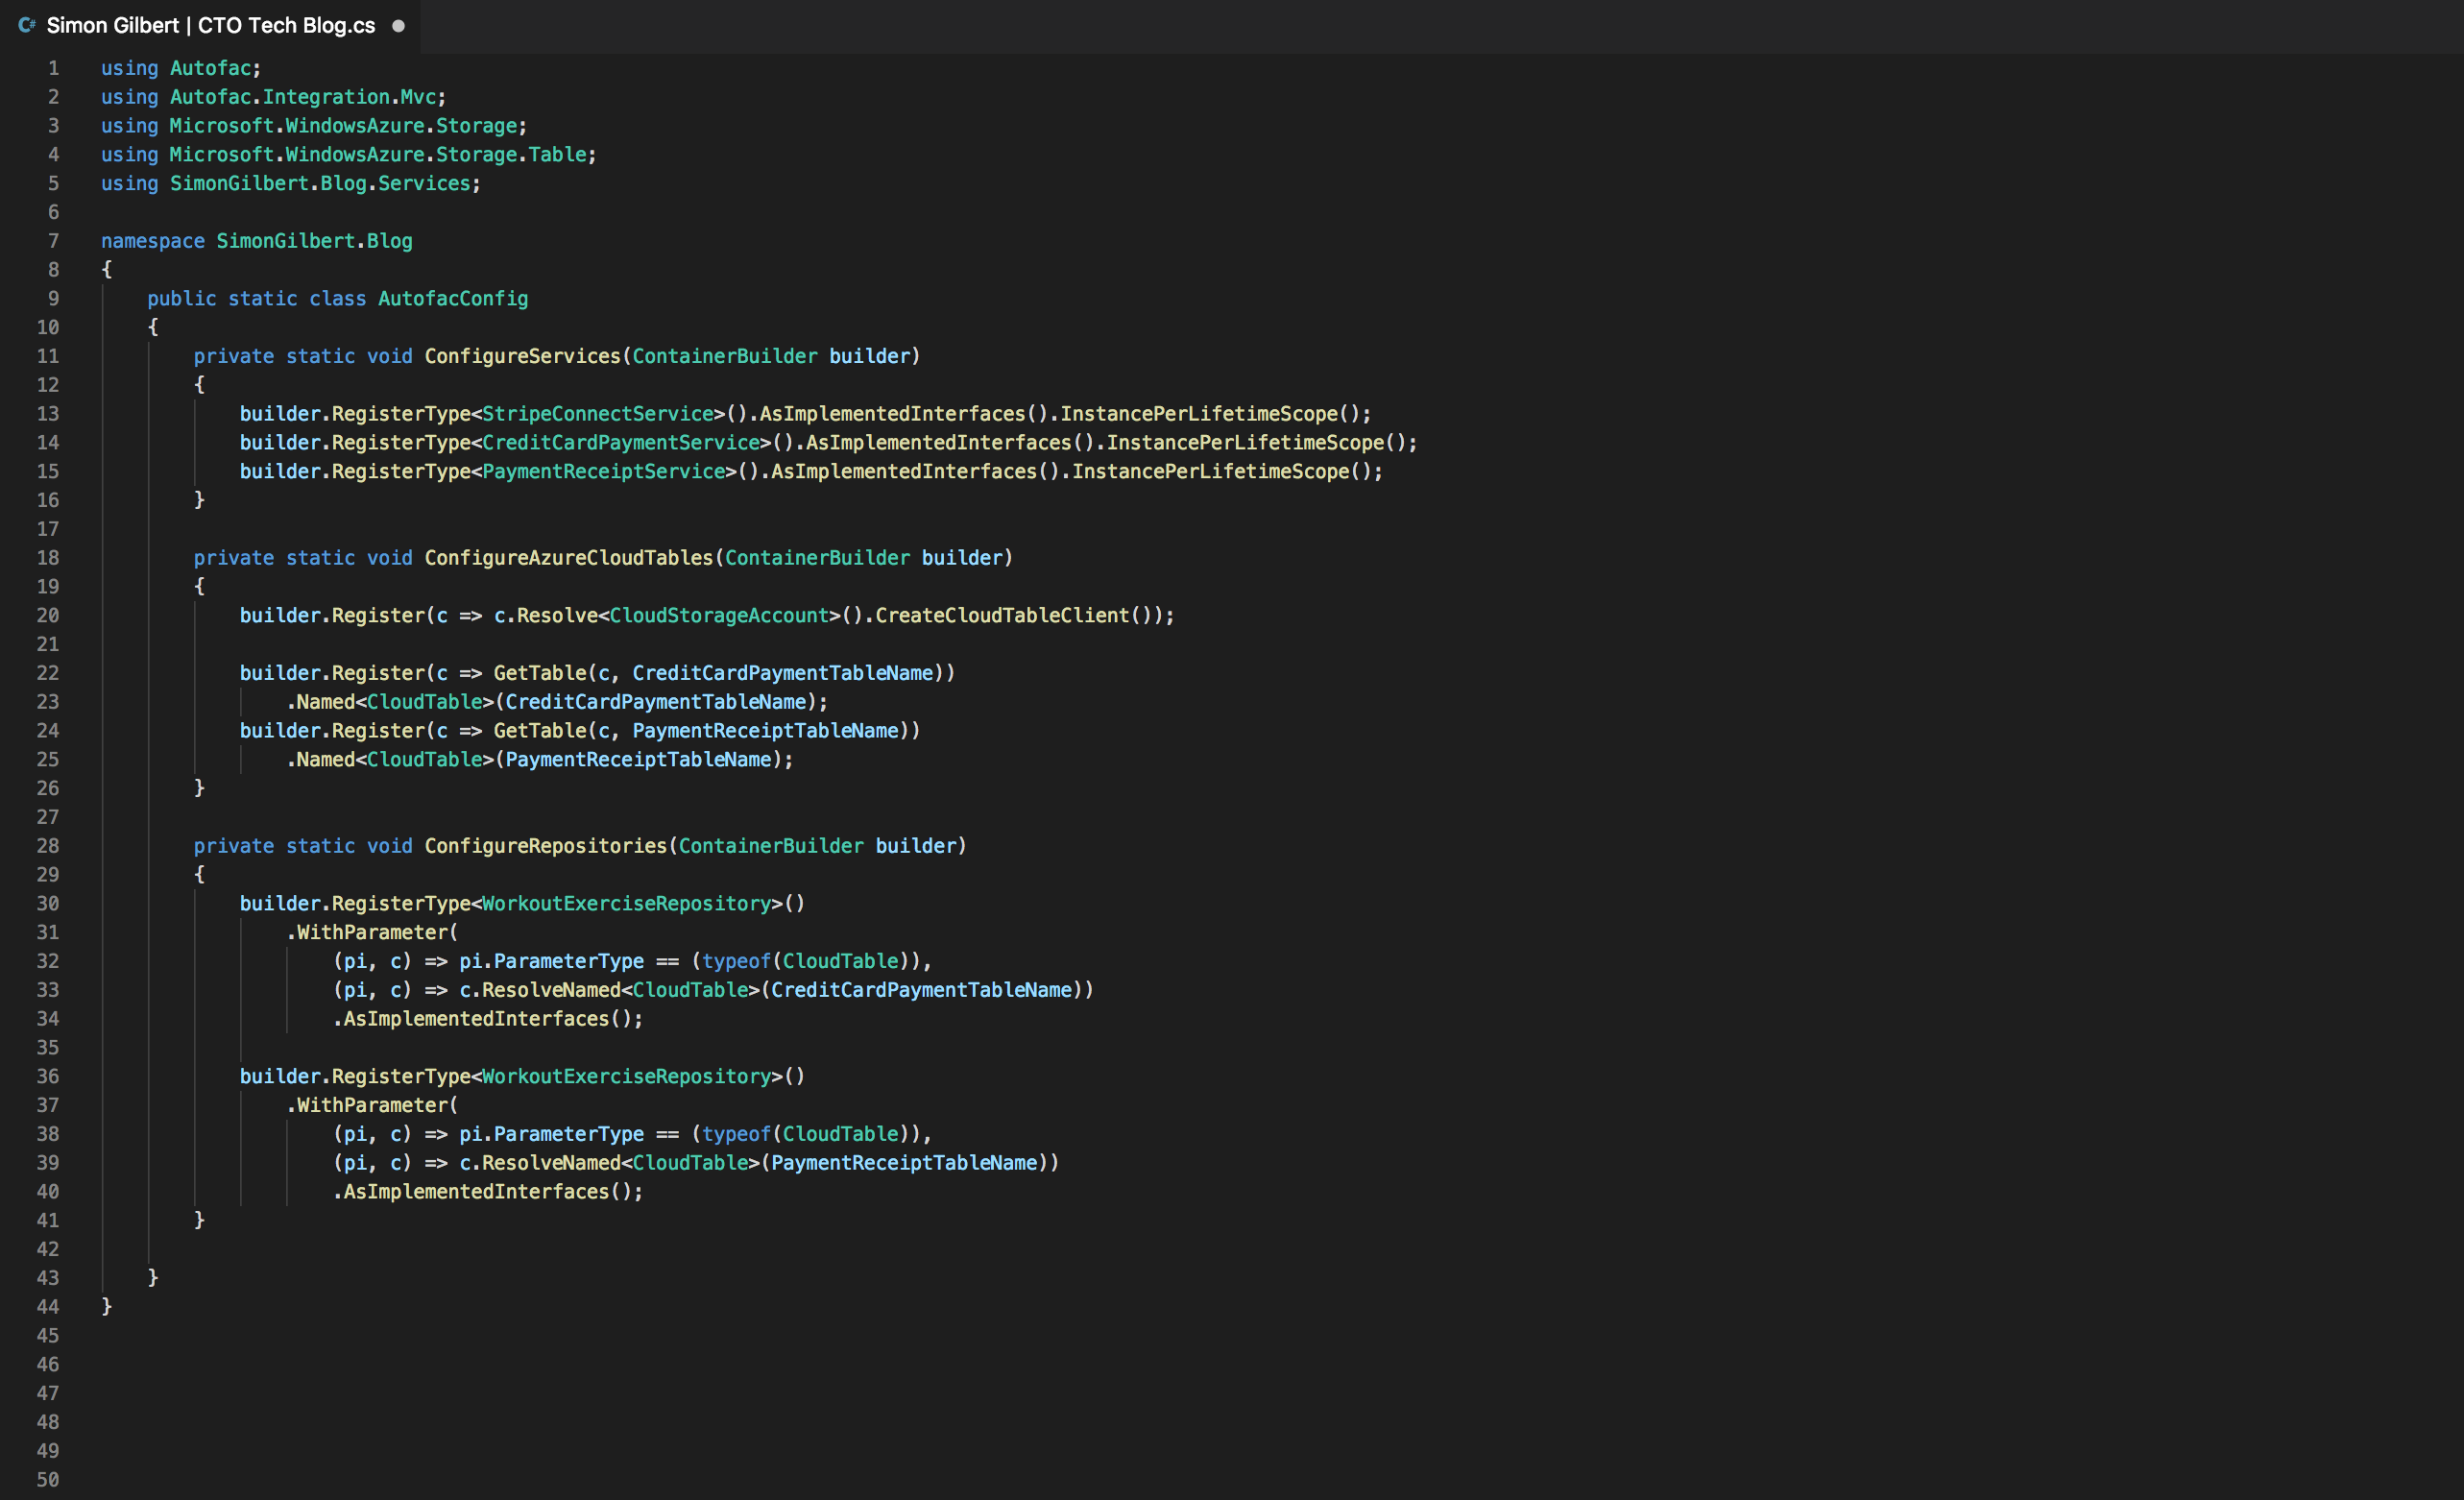 C# Simon Gilbert | CTO Tech Blog.cs ●
1 using Autofac;
2 using Autofac.Integration.Mvc;
3 using Microsoft.WindowsAzure.Storage;
4 using Microsoft.WindowsAzure.Storage.Table;
5 using SimonGilbert.Blog.Services;
6
7 namespace SimonGilbert.Blog
8 {
9     public static class AutofacConfig
10     {
11         private static void ConfigureServices(ContainerBuilder builder)
12         {
13             builder.RegisterType<StripeConnectService>().AsImplementedInterfaces().InstancePerLifetimeScope();
14             builder.RegisterType<CreditCardPaymentService>().AsImplementedInterfaces().InstancePerLifetimeScope();
15             builder.RegisterType<PaymentReceiptService>().AsImplementedInterfaces().InstancePerLifetimeScope();
16         }
17
18         private static void ConfigureAzureCloudTables(ContainerBuilder builder)
19         {
20             builder.Register(c => c.Resolve<CloudStorageAccount>().CreateCloudTableClient());
21
22             builder.Register(c => GetTable(c, CreditCardPaymentTableName))
23                 .Named<CloudTable>(CreditCardPaymentTableName);
24             builder.Register(c => GetTable(c, PaymentReceiptTableName))
25                 .Named<CloudTable>(PaymentReceiptTableName);
26         }
27
28         private static void ConfigureRepositories(ContainerBuilder builder)
29         {
30             builder.RegisterType<WorkoutExerciseRepository>()
31                 .WithParameter(
32                     (pi, c) => pi.ParameterType == (typeof(CloudTable)),
33                     (pi, c) => c.ResolveNamed<CloudTable>(CreditCardPaymentTableName))
34                     .AsImplementedInterfaces();
35
36             builder.RegisterType<WorkoutExerciseRepository>()
37                 .WithParameter(
38                     (pi, c) => pi.ParameterType == (typeof(CloudTable)),
39                     (pi, c) => c.ResolveNamed<CloudTable>(PaymentReceiptTableName))
40                     .AsImplementedInterfaces();
41         }
42
43     }
44 }
45
46
47
48
49
50